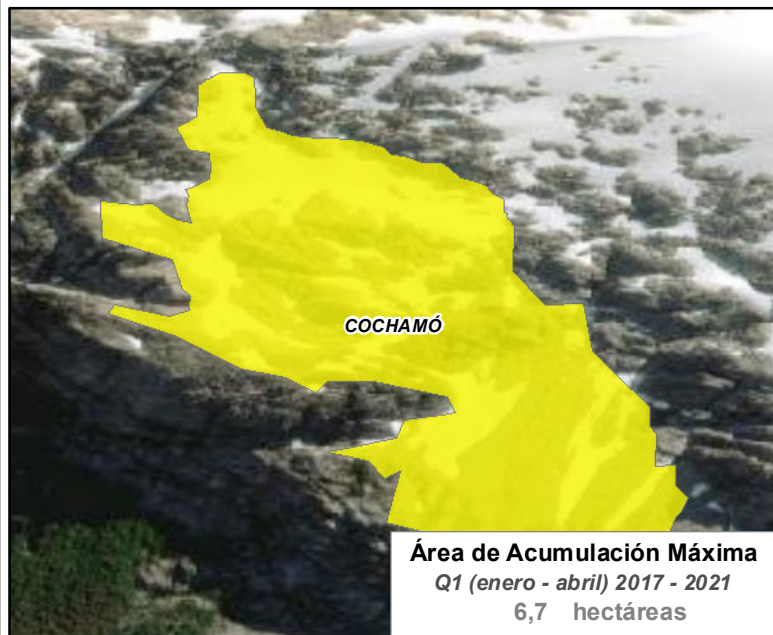 COCHAMÓ
Área de Acumulación Máxima
Q1 (enero - abril) 2017 - 2021
6,7 hectáreas